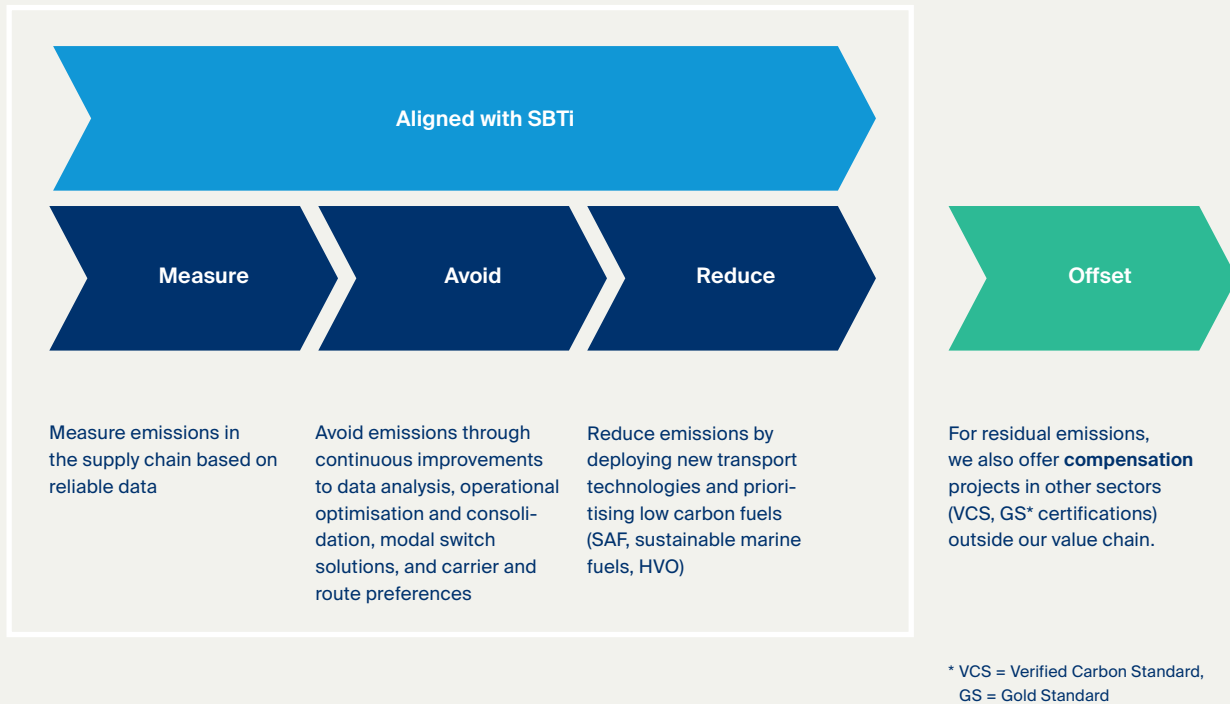 Aligned with SBTi
Measure
Avoid
Reduce
Offset
Measure emissions in
the supply chain based on
reliable data
Avoid emissions through
continuous improvements
to data analysis, operational
optimisation and consoli-
dation, modal switch
solutions, and carrier and
route preferences
Reduce emissions by
deploying new transport
technologies and priori-
tising low carbon fuels
(SAF, sustainable marine
fuels, HVO)
For residual emissions,
we also offer compensation
projects in other sectors
(VCS, GS* certifications)
outside our value chain.
* VCS = Verified Carbon Standard,
GS = Gold Standard